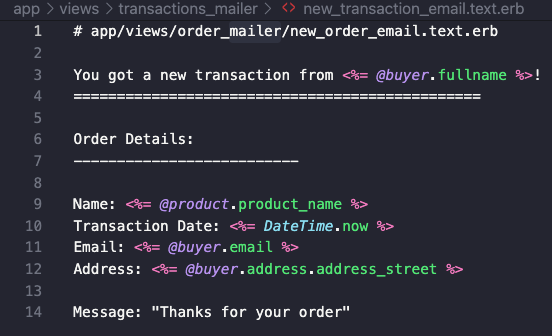 app > views > transactions_mailer > <> new_transaction_email.text.erb
1 # app/views/order_mailer/new_order_email.text.erb
2
3 You got a new transaction from <%= @buyer.fullname %>!
4 ===============================================
5
6 Order Details:
7 --------------------------
8
9 Name: <%= @product.product_name %>
10 Transaction Date: <%= DateTime.now %>
11 Email: <%= @buyer.email %>
12 Address: <%= @buyer.address.address_street %>
13
14 Message: "Thanks for your order"